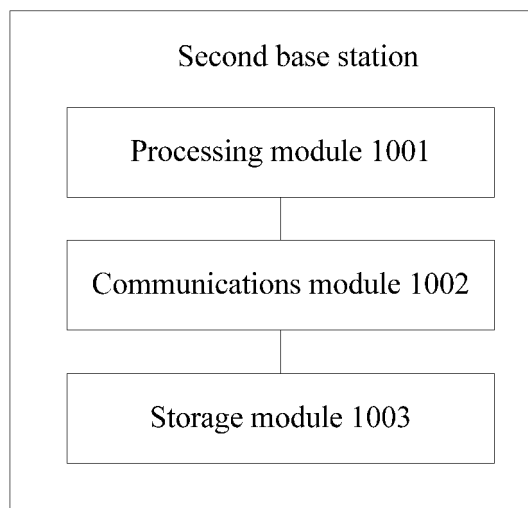 Second base station
Processing module 1001
Communications module 1002
Storage module 1003